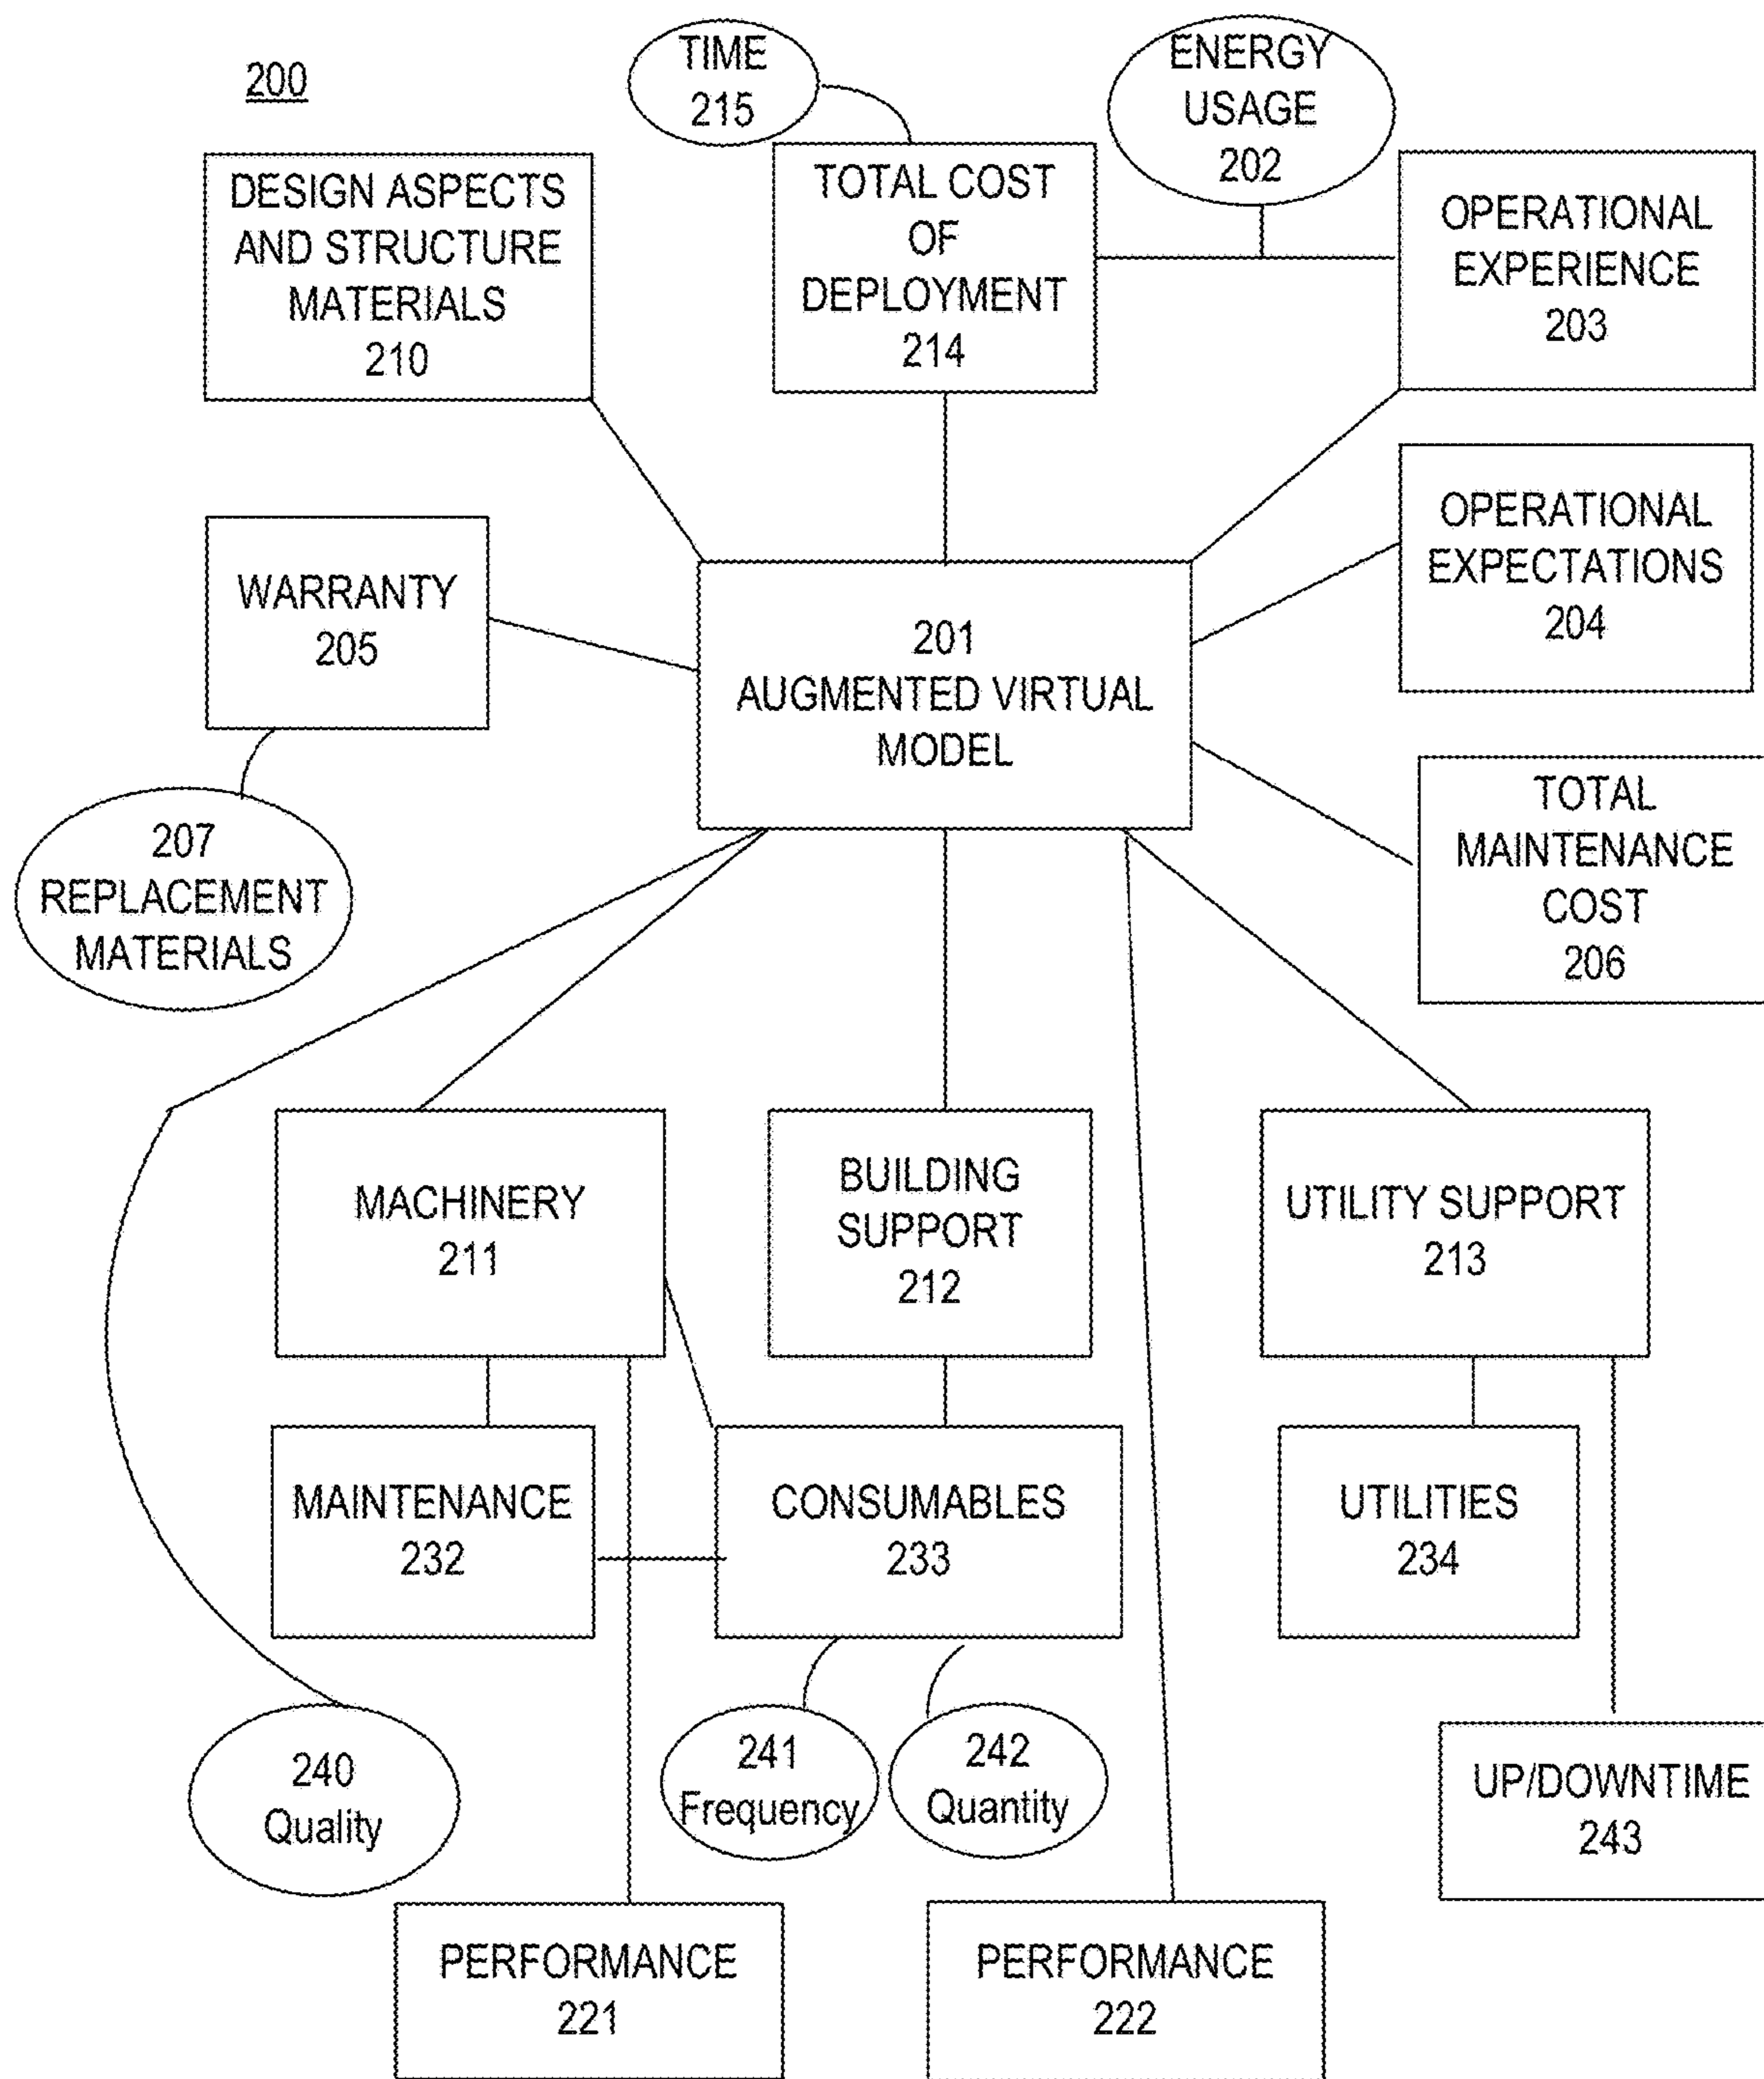 200
TIME
215
ENERGY
USAGE
202
DESIGN ASPECTS
AND STRUCTURE
MATERIALS
210
TOTAL COST
OF
DEPLOYMENT
214
OPERATIONAL
EXPERIENCE
203
WARRANTY
205
201
AUGMENTED VIRTUAL
MODEL
OPERATIONAL
EXPECTATIONS
204
207
REPLACEMENT
MATERIALS
TOTAL
MAINTENANCE
COST
206
MACHINERY
211
BUILDING
SUPPORT
212
UTILITY SUPPORT
213
MAINTENANCE
232
CONSUMABLES
233
UTILITIES
234
240
Quality
241
Frequency
242
Quantity
UP/DOWNTIME
243
PERFORMANCE
221
PERFORMANCE
222